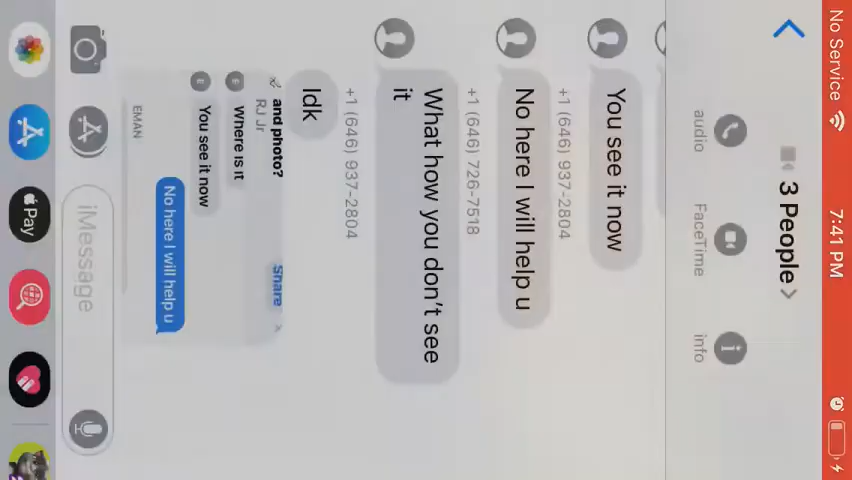 No Service 7:41 PM
3 People >
audio FaceTime info
You see it now
+1 (646) 937-2804
No here I will help u
+1 (646) 726-7518
What how you don't see
it
+1 (646) 937-2804
Idk
and photo?
RJ Jr
Share
Where is it
You see it now
No here I will help u
EMAN
iMessage
Pay